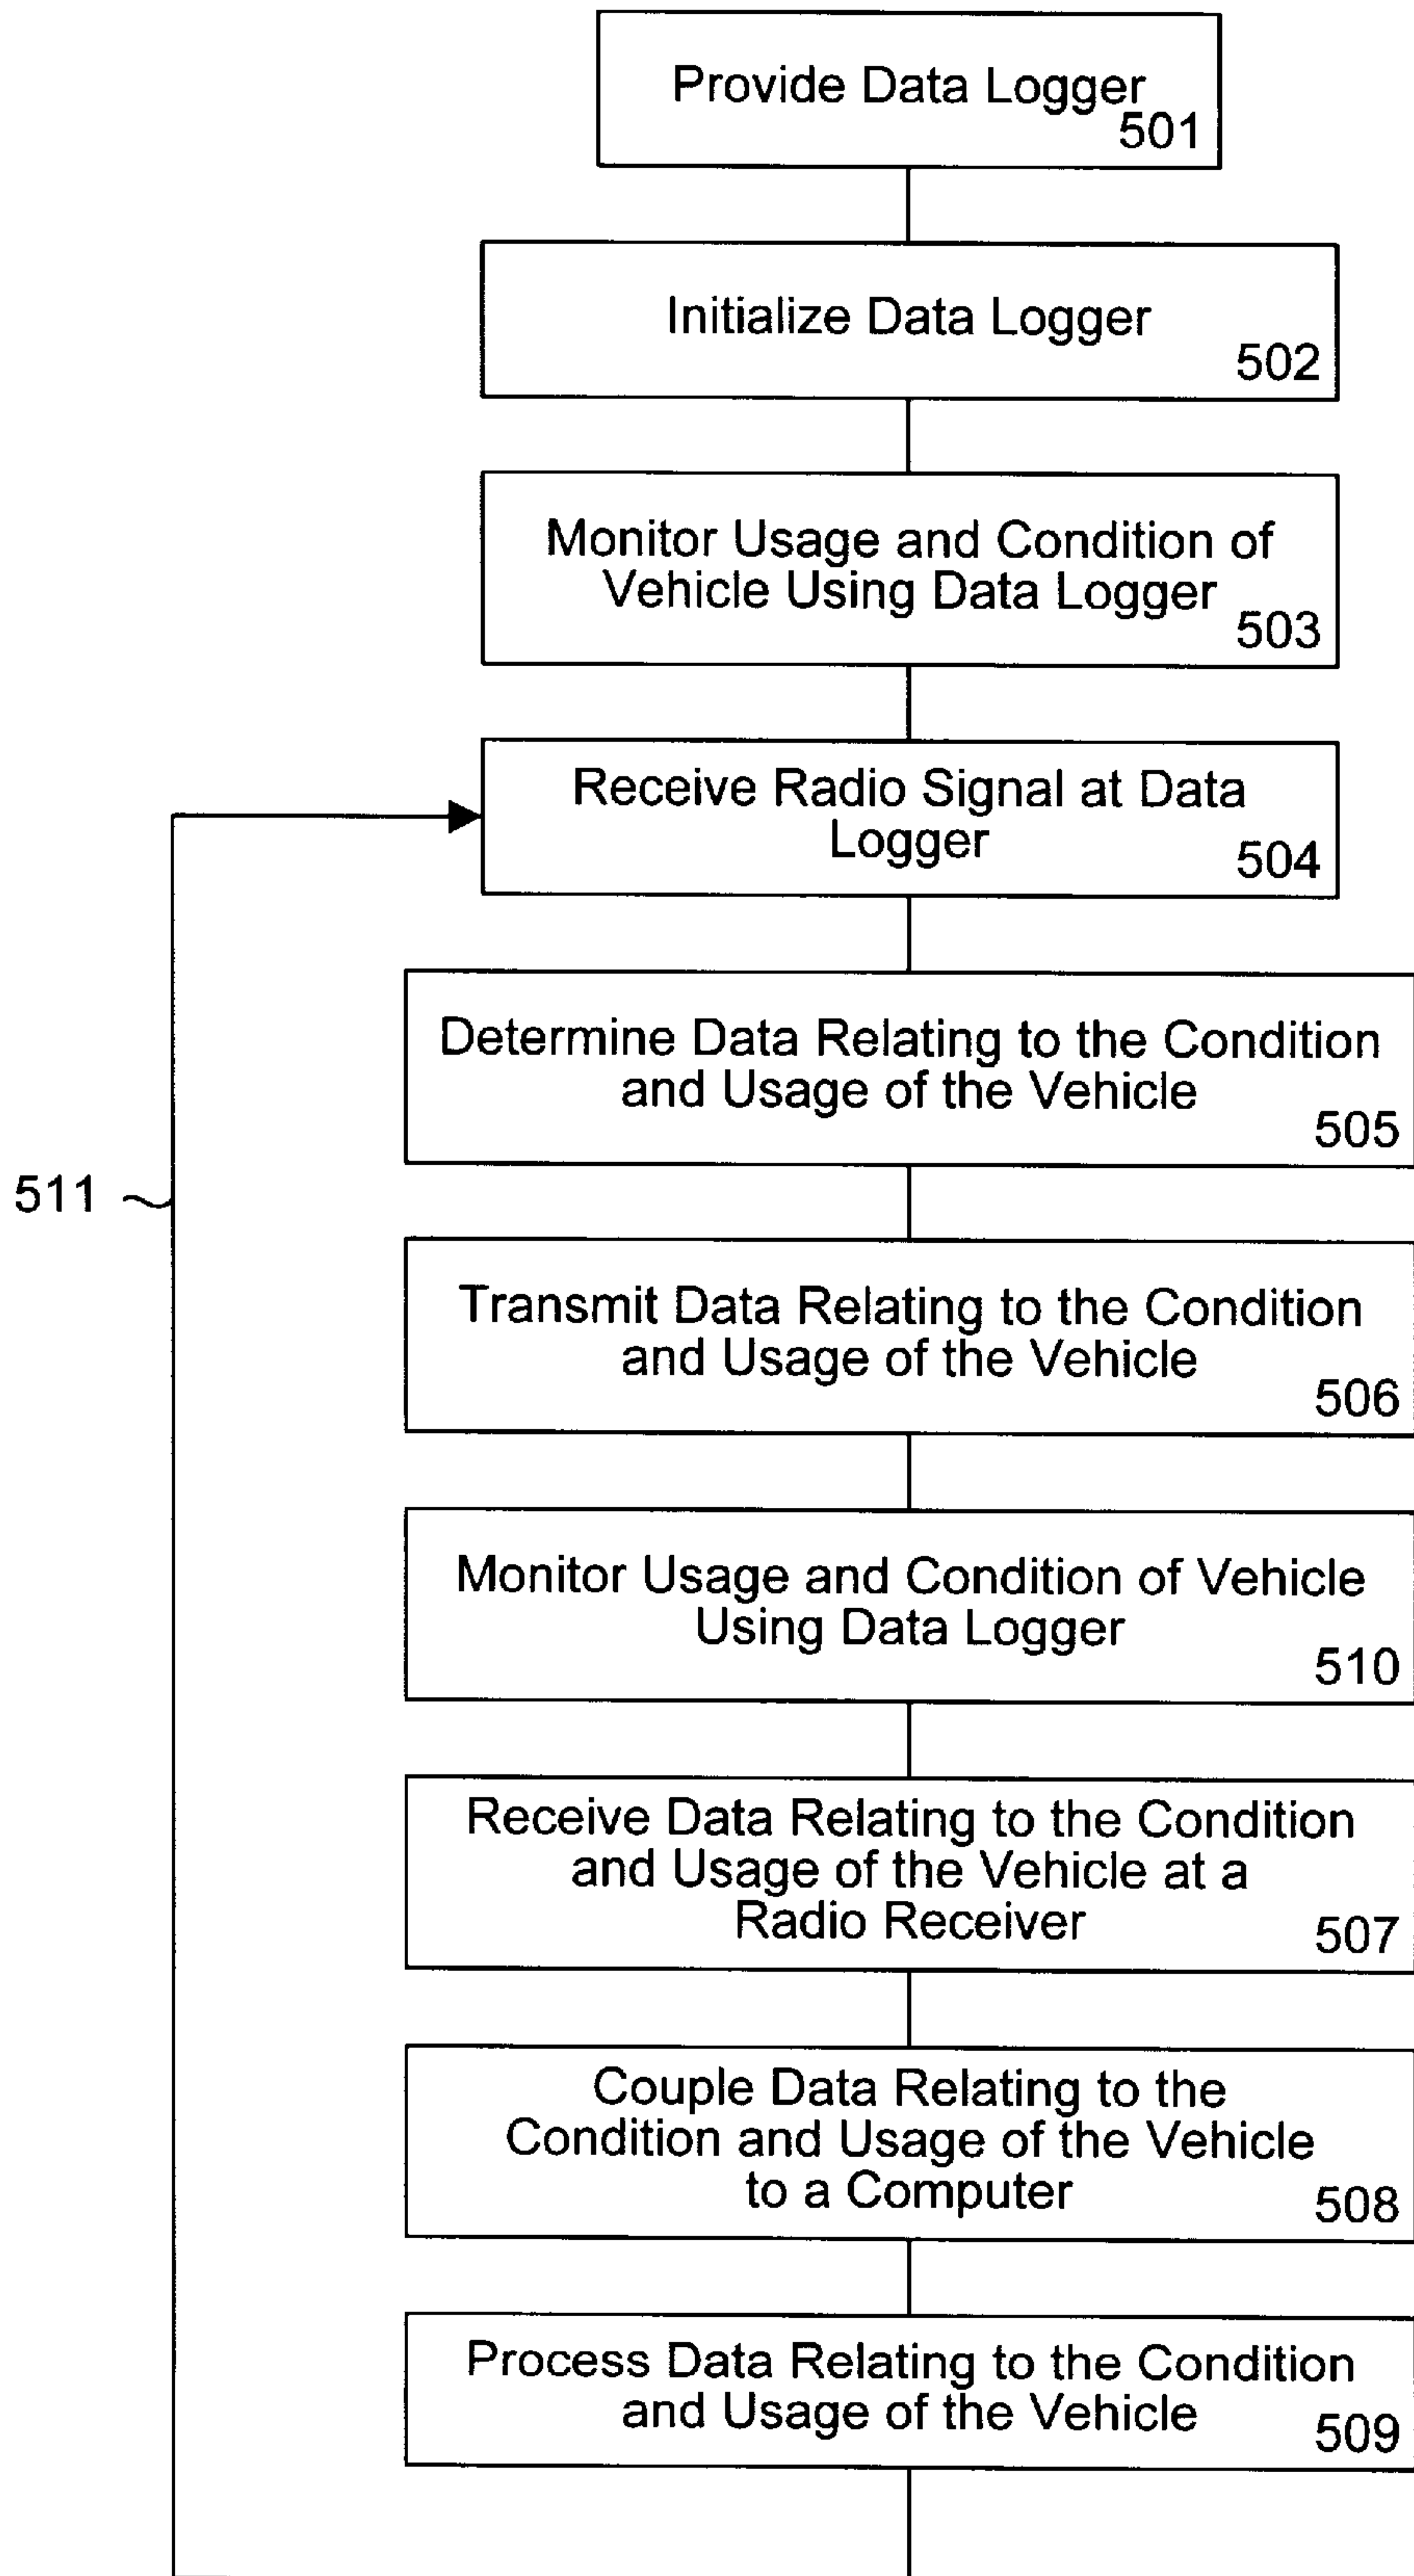 Provide Data Logger
501
Initialize Data Logger
502
Monitor Usage and Condition of
Vehicle Using Data Logger
503
Receive Radio Signal at Data
Logger
504
Determine Data Relating to the Condition
and Usage of the Vehicle
505
511
Transmit Data Relating to the Condition
and Usage of the Vehicle
506
Monitor Usage and Condition of Vehicle
Using Data Logger
510
Receive Data Relating to the Condition
and Usage of the Vehicle at a
Radio Receiver
507
Couple Data Relating to the
Condition and Usage of the Vehicle
to a Computer
508
Process Data Relating to the Condition
and Usage of the Vehicle
509